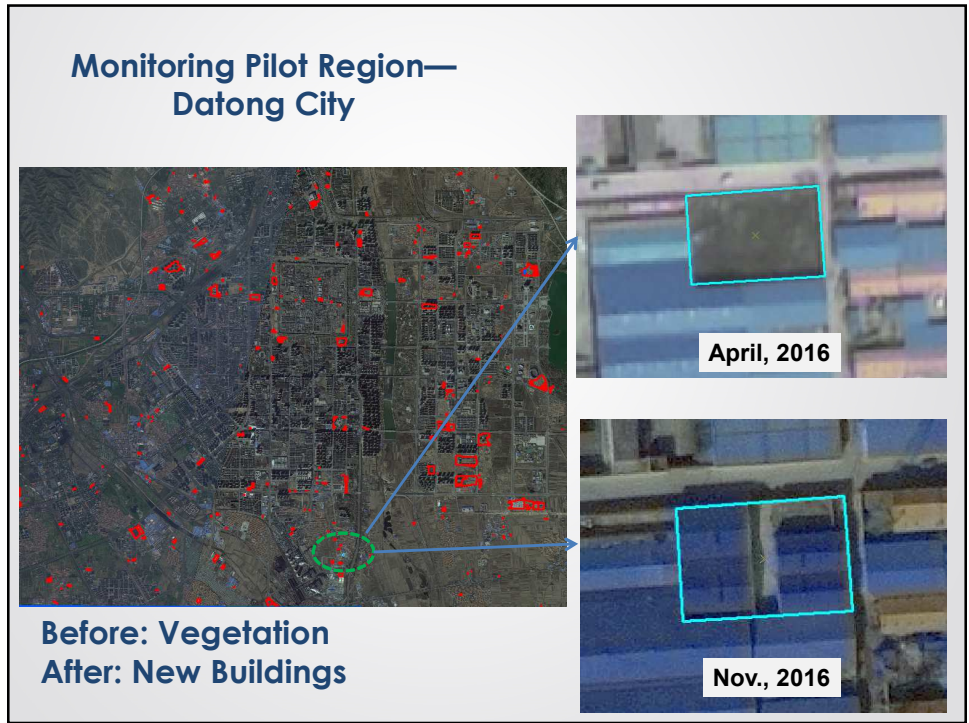 Monitoring Pilot Region—
Datong City
April, 2016
Nov., 2016
Before: Vegetation
After: New Buildings